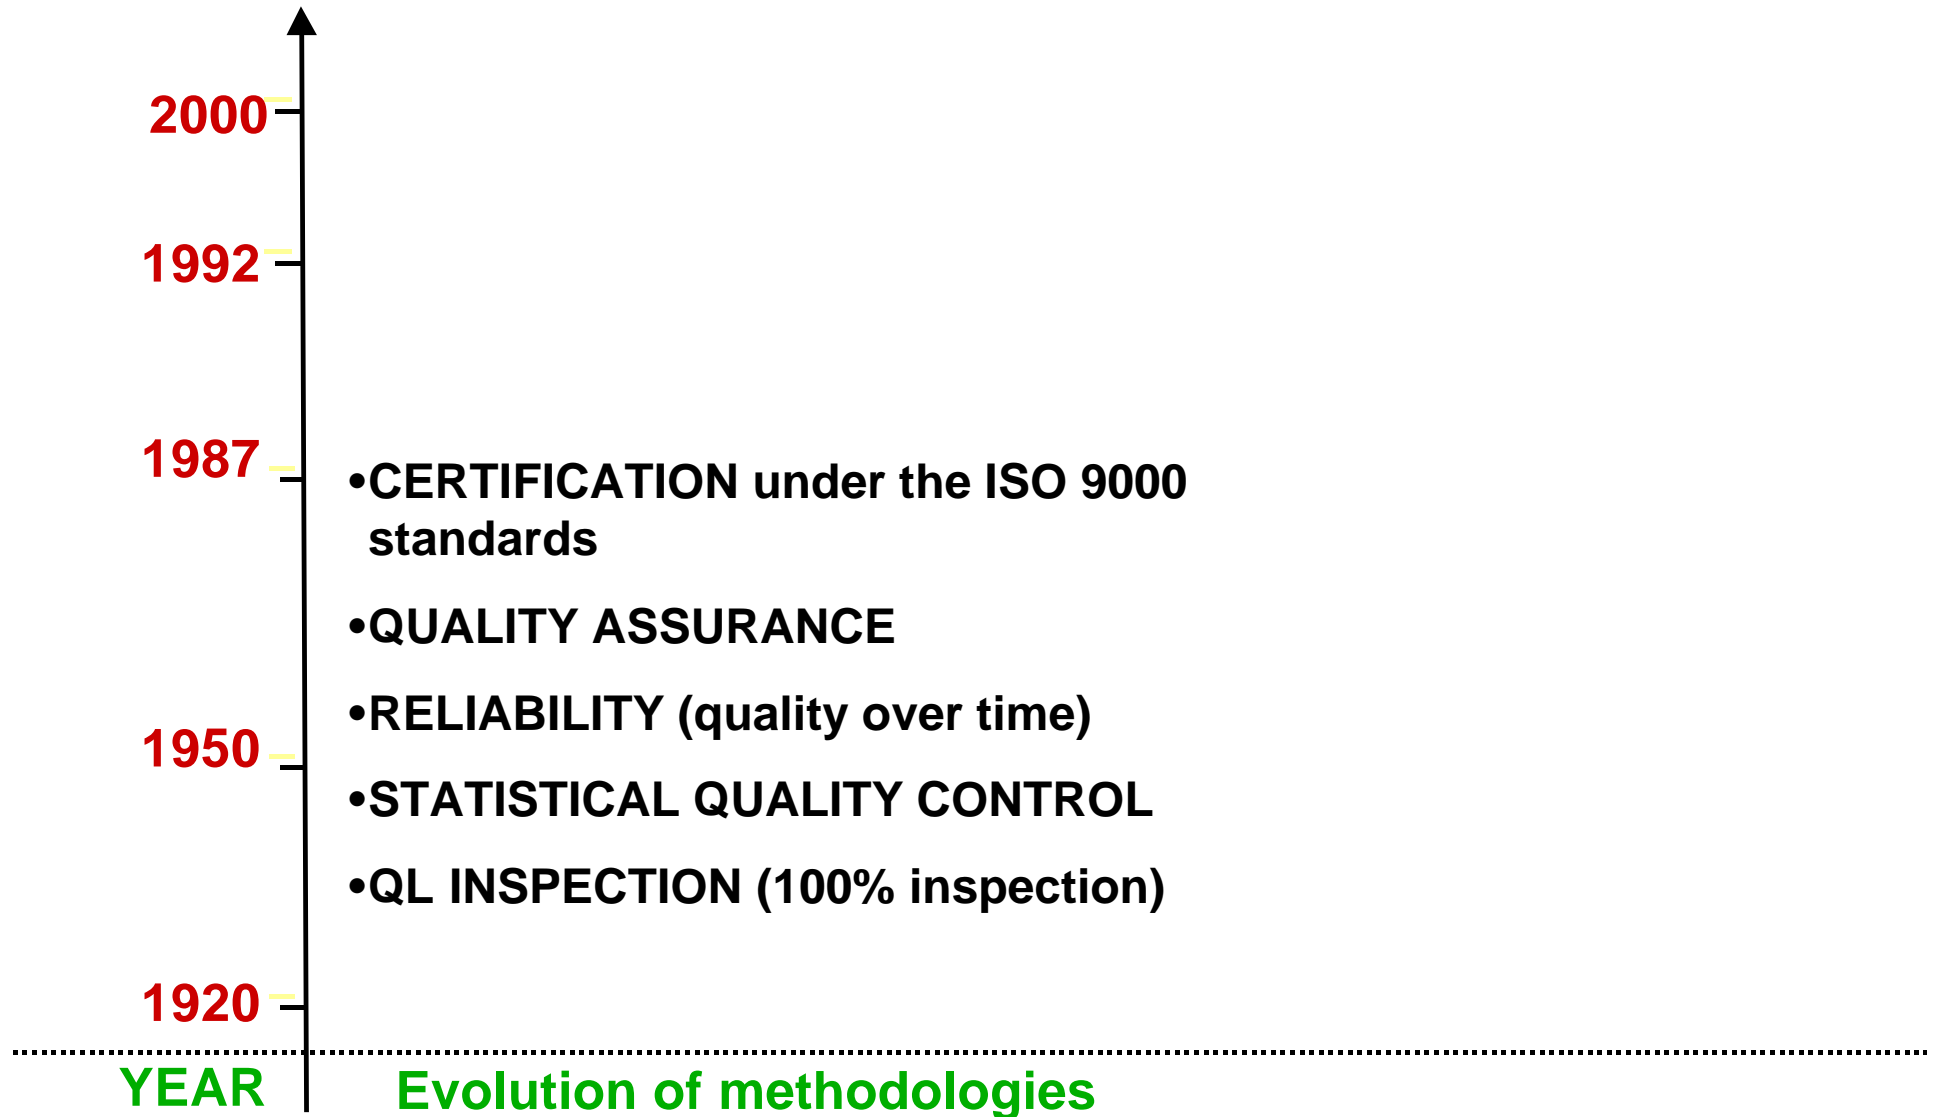 2000
1992
1987
•CERTIFICATION under the ISO 9000
standards
•QUALITY ASSURANCE
•RELIABILITY (quality over time)
1950
•STATISTICAL QUALITY CONTROL
•QL INSPECTION (100% inspection)
1920
YEAR
Evolution of methodologies